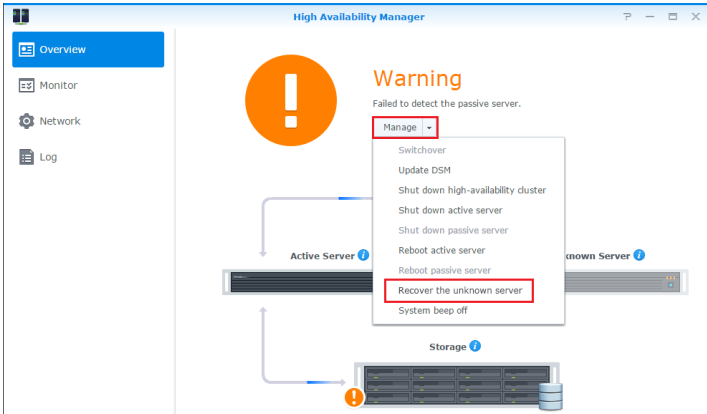 High Availability Manager
Overview
Monitor
Network
Log
Warning
Failed to detect the passive server.
Manage
Switchover
Update DSM
Shut down high-availability cluster
Shut down active server
Shut down passive server
Reboot active server
Reboot passive server
Recover the unknown server
System beep off
Active Server
known Server
Storage